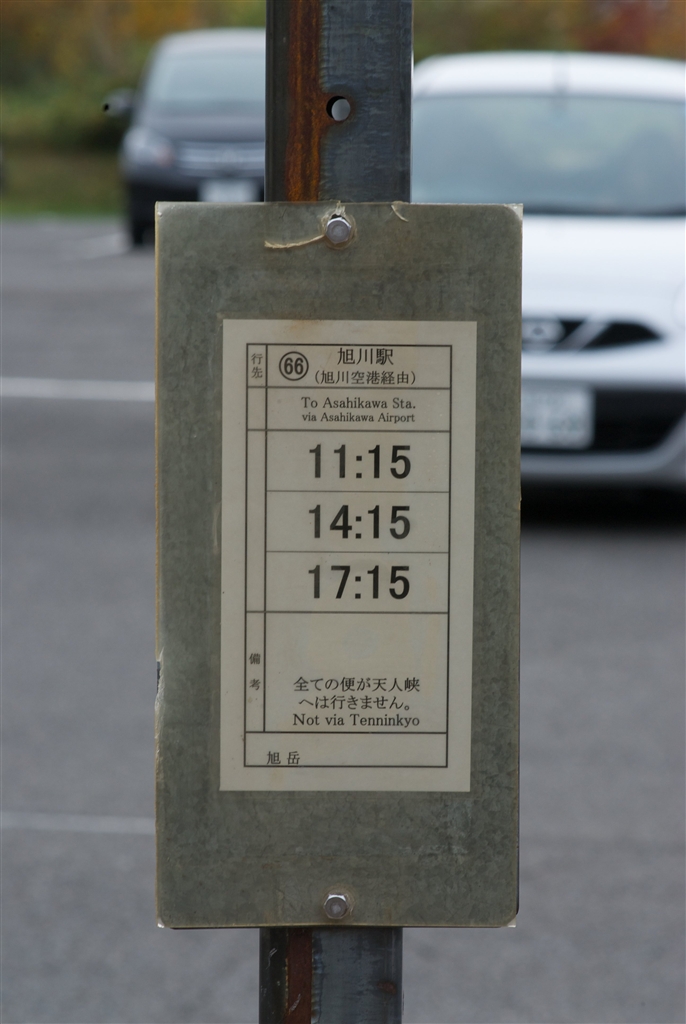 行先
66 旭川駅
(旭川空港経由)
To Asahikawa Sta.
via Asahikawa Airport
11:15
14:15
17:15
備考
全ての便が天人峡
へは行きません。
Not via Tenninkyo
旭岳